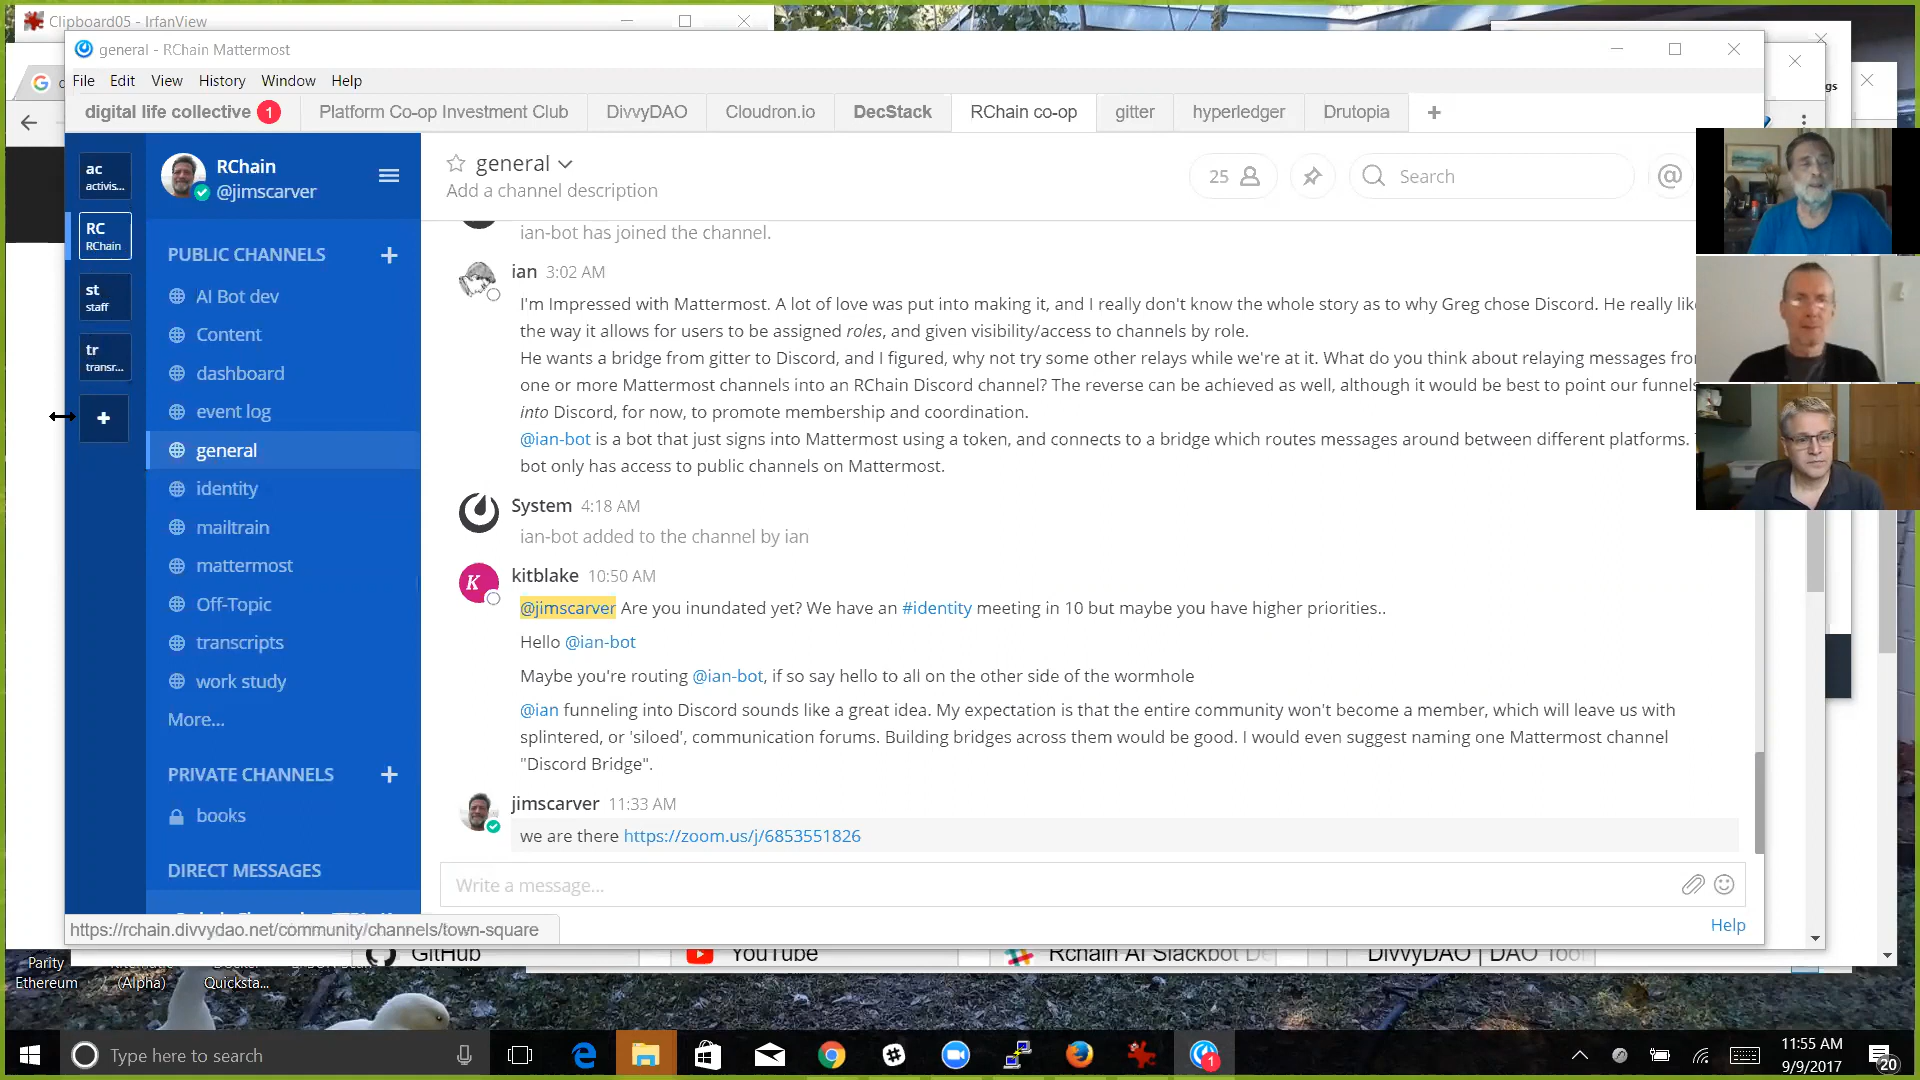 Clipboard05 - IrfanView
general - RChain Mattermost
File Edit View History Window Help
digital life collective 1 Platform Co-op Investment Club DivvyDAO Cloudron.io DecStack RChain co-op gitter hyperledger Drutopia +
ac
activis...
RC
RChain
st
staff
tr
transr...
+
RChain
@jimscarver
PUBLIC CHANNELS +
AI Bot dev
Content
dashboard
event log
general
identity
mailtrain
mattermost
Off-Topic
transcripts
work study
More...
PRIVATE CHANNELS +
books
DIRECT MESSAGES
https://rchain.divvydao.net/community/channels/town-square
general
Add a channel description
25
Search
@
ian-bot has joined the channel.
ian 3:02 AM
I'm Impressed with Mattermost. A lot of love was put into making it, and I really don't know the whole story as to why Greg chose Discord. He really
the way it allows for users to be assigned roles, and given visibility/access to channels by role.
He wants a bridge from gitter to Discord, and I figured, why not try some other relays while we're at it. What do you think about relaying messages
one or more Mattermost channels into an RChain Discord channel? The reverse can be achieved as well, although it would be best to point our funnels
into Discord, for now, to promote membership and coordination.
@ian-bot is a bot that just signs into Mattermost using a token, and connects to a bridge which routes messages around between different platforms.
bot only has access to public channels on Mattermost.
System 4:18 AM
ian-bot added to the channel by ian
kitblake 10:50 AM
@jimscarver Are you inundated yet? We have an #identity meeting in 10 but maybe you have higher priorities..
Hello @ian-bot
Maybe you're routing @ian-bot, if so say hello to all on the other side of the wormhole
@ian funneling into Discord sounds like a great idea. My expectation is that the entire community won't become a member, which will leave us with
splintered, or 'siloed', communication forums. Building bridges across them would be good. I would even suggest naming one Mattermost channel
"Discord Bridge".
jimscarver 11:33 AM
we are there https://zoom.us/j/6853551826
Write a message...
Help
GitHub YouTube Rchain AI Slackbot DivvyDAO | DAO
Parity
Ethereum
(Alpha)
Quicksta...
Type here to search
1
11:55 AM
9/9/2017
20